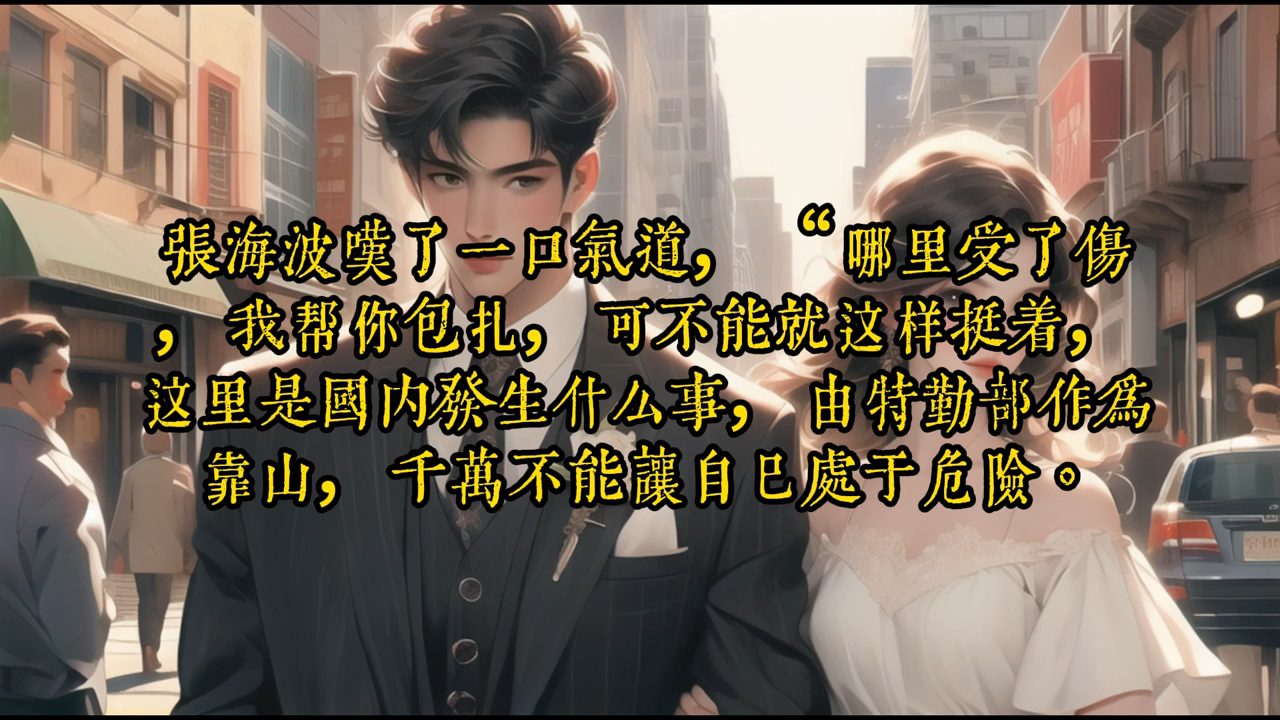 張海波嘆了一口氣道，“哪里受了傷
，我帮你包扎，可不能就这样挺着，
这里是國内發生什么事，由特勤部作爲
靠山，千萬不能讓自已處于危險。